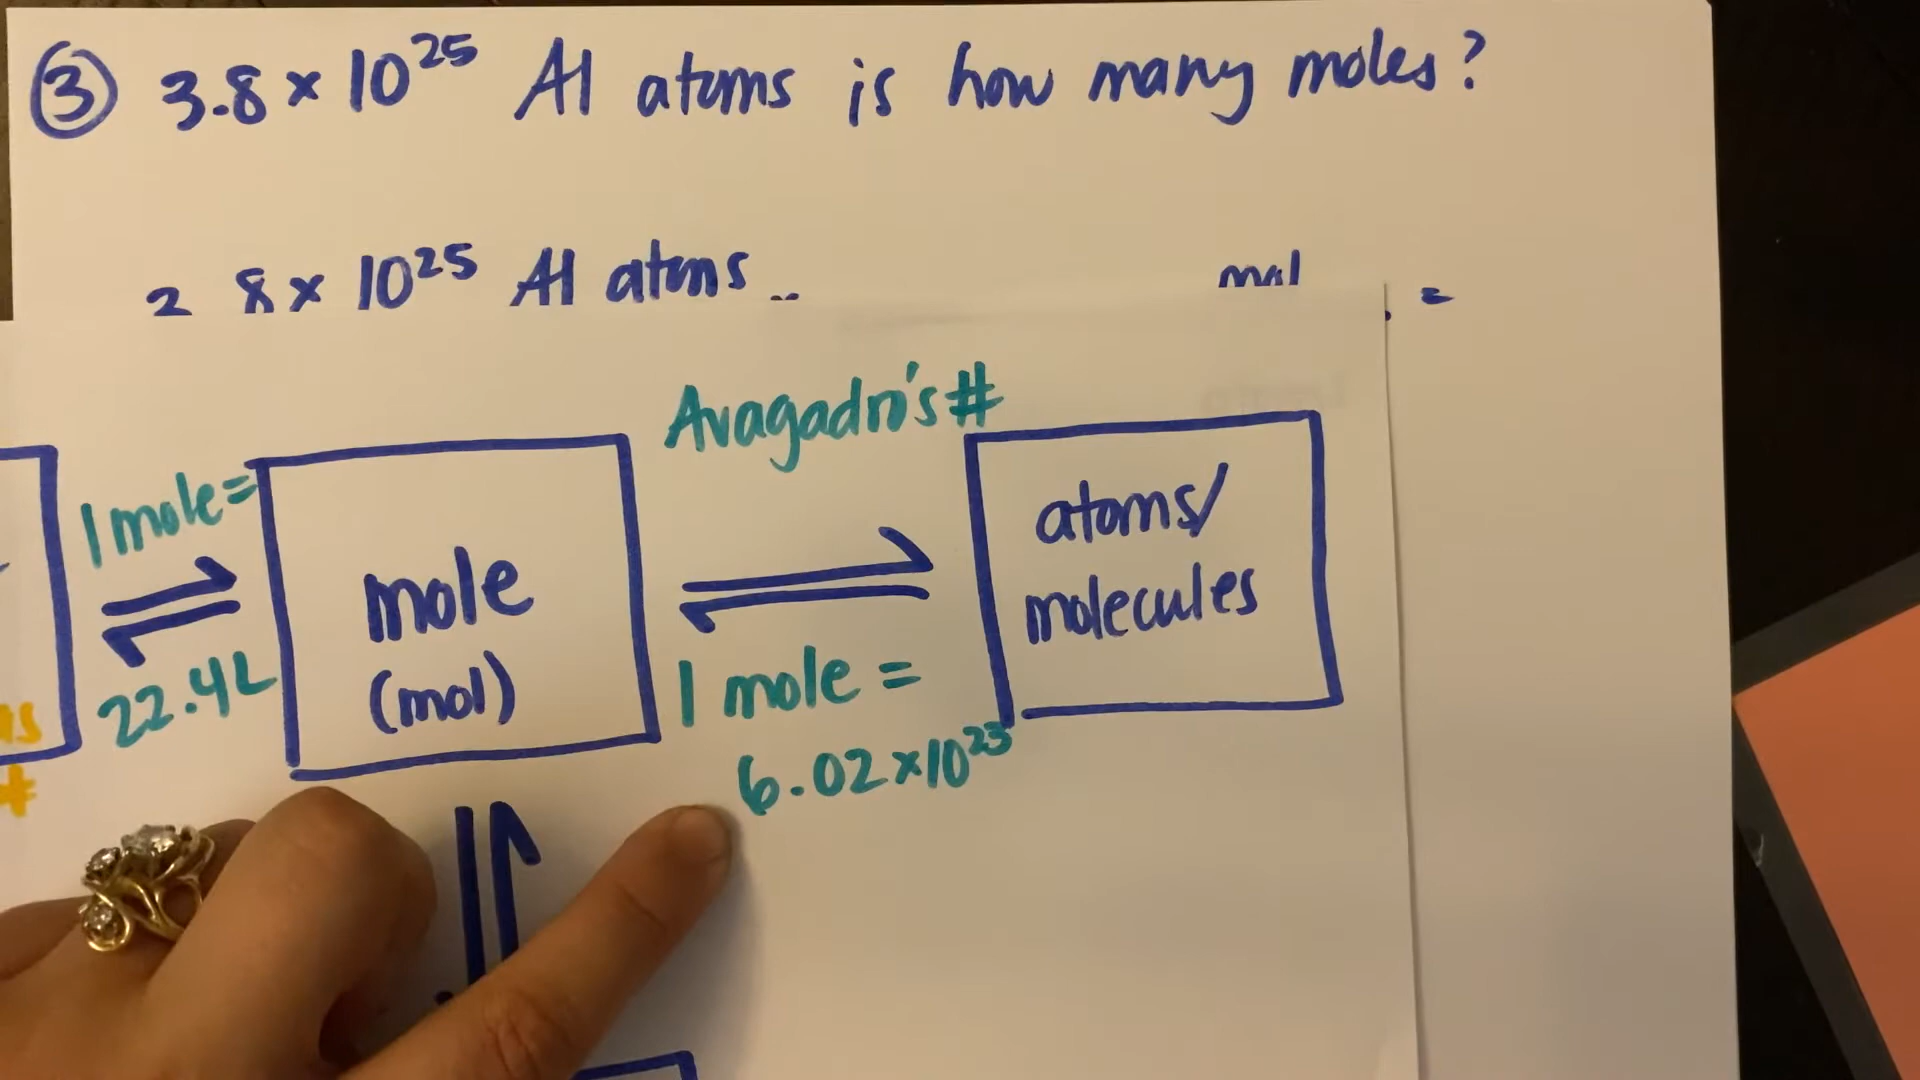 ③ 3.8 × 10²⁵ Al atoms is how many moles?
8 × 10²⁵ Al atoms mol =
Avagadro's #
1 mole =
22.4L
mole
(mol)
1 mole =
6.02 × 10²³
atoms/
molecules